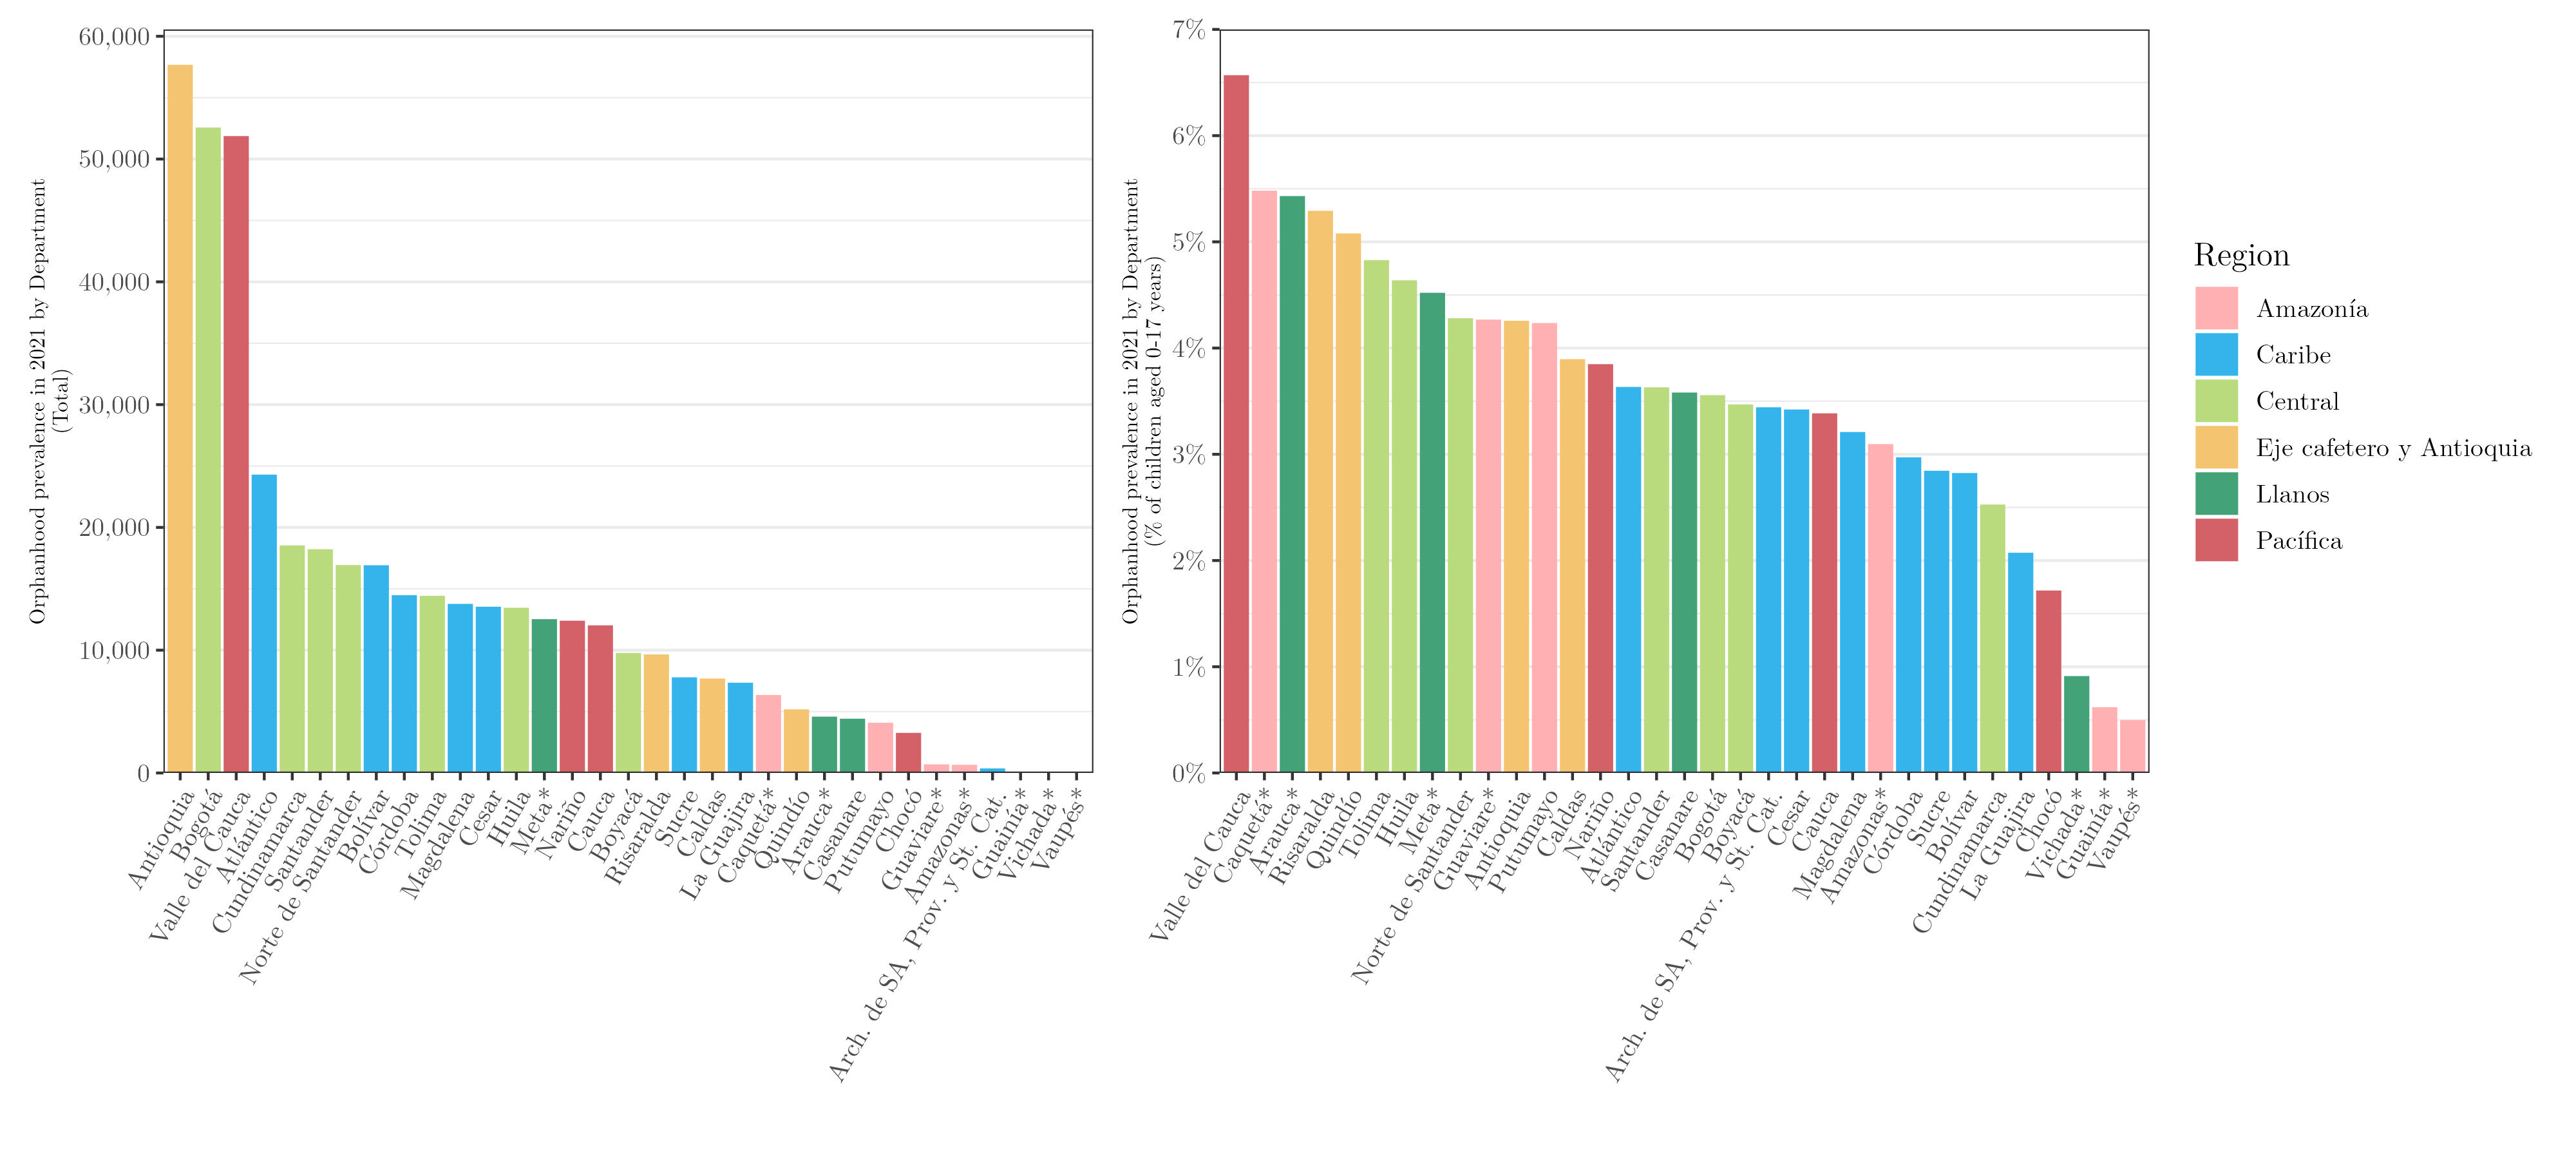 Orphanhood prevalence in 2021 by Department
(Total)
60,000
50,000
40,000
30,000
20,000
10,000
0
Antioquia
Bogotá
Valle del Cauca
Atlántico
Cundinamarca
Santander
Norte de Santander
Bolívar
Córdoba
Tolima
Magdalena
Cesar
Huila
Meta*
Nariño
Cauca
Boyacá
Risaralda
Sucre
Caldas
La Guajira
Caquetá*
Quindío
Arauca*
Casanare
Putumayo
Chocó
Guaviare*
Amazonas*
Arch. de SA, Prov. y St. Cat.
Guainía*
Vichada*
Vaupés*
Orphanhood prevalence in 2021 by Department
(% of children aged 0-17 years)
7%
6%
5%
4%
3%
2%
1%
0%
Valle del Cauca
Caquetá*
Arauca*
Risaralda
Quindío
Tolima
Huila
Meta*
Norte de Santander
Guaviare*
Antioquia
Putumayo
Caldas
Nariño
Atlántico
Santander
Casanare
Bogotá
Boyacá
Arch. de SA, Prov. y St. Cat.
Cesar
Cauca
Magdalena
Amazonas*
Córdoba
Sucre
Bolívar
Cundinamarca
La Guajira
Chocó
Vichada*
Guainía*
Vaupés*
Region
Amazonía
Caribe
Central
Eje cafetero y Antioquia
Llanos
Pacífica